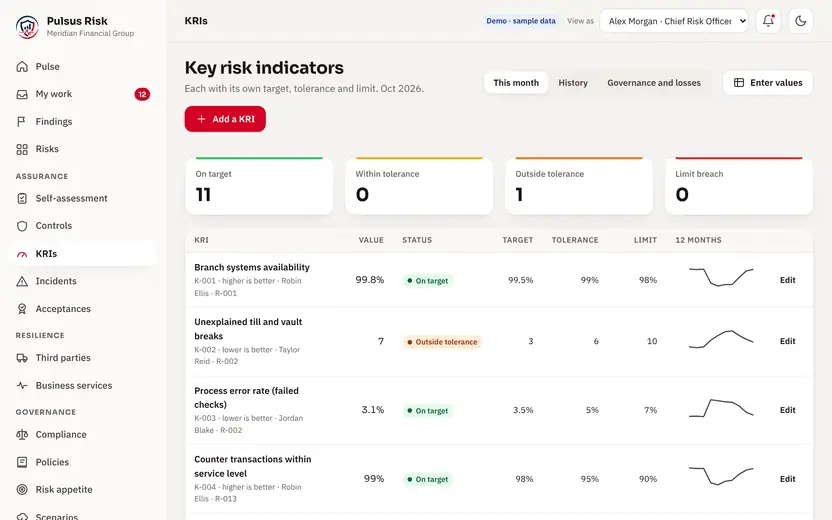 Pulsus Risk
Meridian Financial Group
Pulse
My work
12
Findings
Risks
ASSURANCE
Self-assessment
Controls
KRIs
Incidents
Acceptances
RESILIENCE
Third parties
Business services
GOVERNANCE
Compliance
Policies
Risk appetite
Scenarios
KRIs
Demo - sample data
View as
Alex Morgan · Chief Risk Officer
Key risk indicators
Each with its own target, tolerance and limit. Oct 2026.
This month
History
Governance and losses
Enter values
Add a KRI
On target
11
Within tolerance
0
Outside tolerance
1
Limit breach
0
KRI VALUE STATUS TARGET TOLERANCE LIMIT 12 MONTHS
Branch systems availability
K-001 · higher is better · Robin
Ellis · R-001
99.8% On target 99.5% 99% 98% Edit
Unexplained till and vault
breaks
K-002 · lower is better · Taylor
Reid · R-002
7 Outside tolerance 3 6 10 Edit
Process error rate (failed
checks)
K-003 · lower is better · Jordan
Blake · R-002
3.1% On target 3.5% 5% 7% Edit
Counter transactions within
service level
K-004 · higher is better · Robin
Ellis · R-013
99% On target 98% 95% 90% Edit